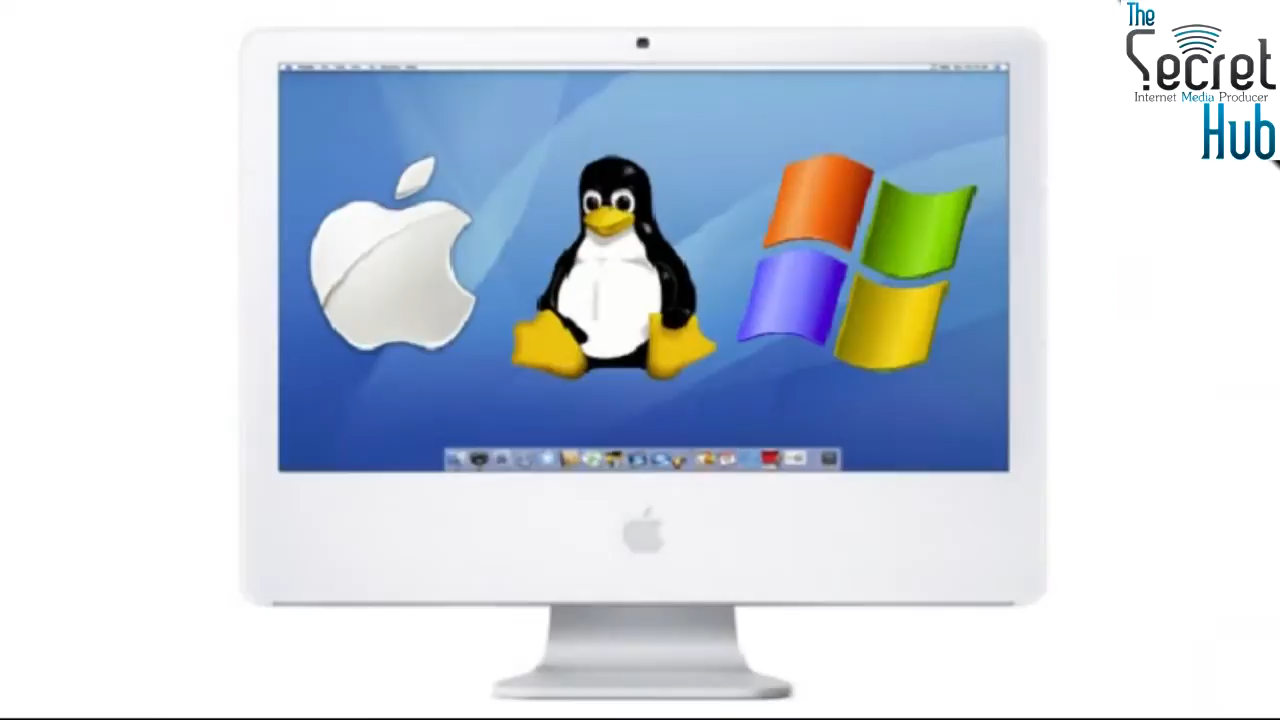 The
Secret
Internet Media Producer
Hub